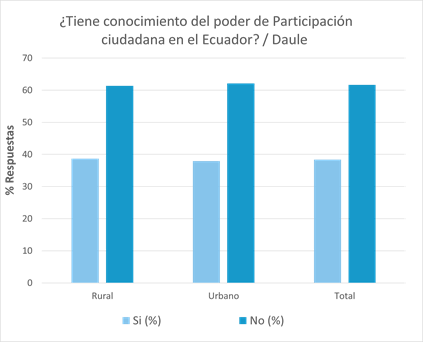 ¿Tiene conocimiento del poder de Participación
ciudadana en el Ecuador? / Daule
70
60
50
40
30
20
10
0
% Respuestas
Rural
Urbano
Total
Si (%)
No (%)